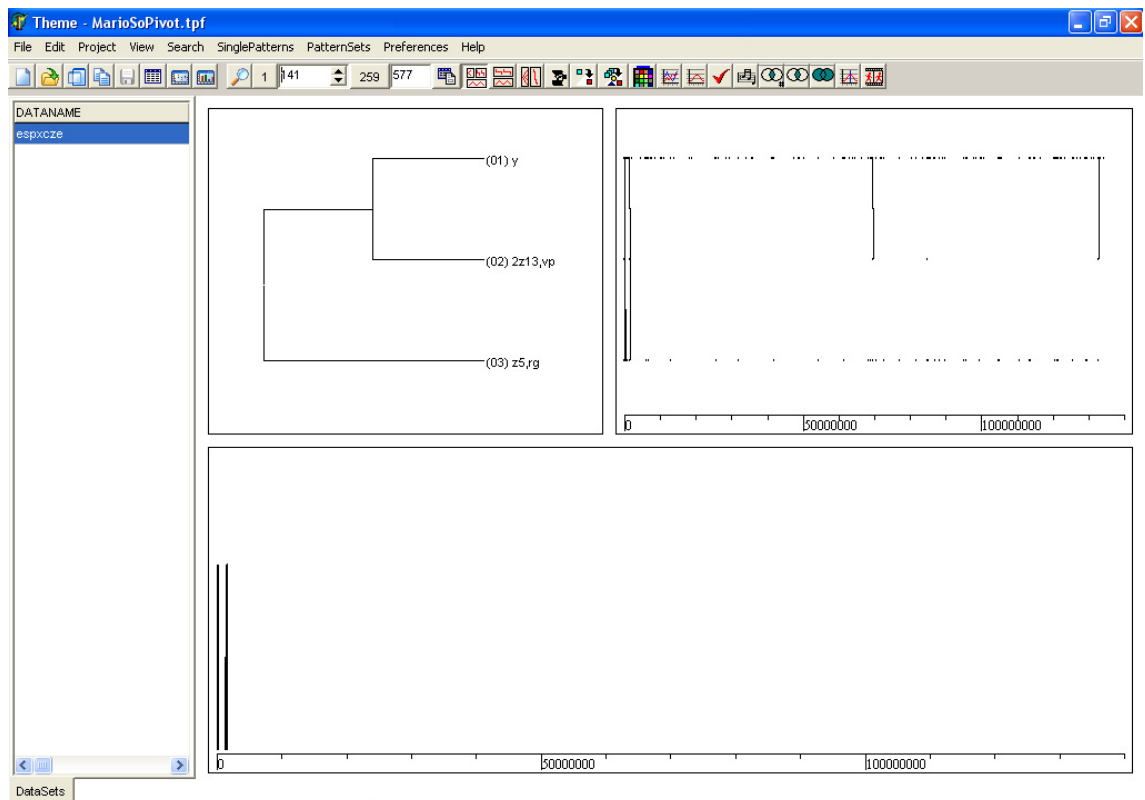 Theme - MarioSoPivot.tpf
File Edit Project View Search SinglePatterns PatternSets Preferences Help
1 141 259 577
DATANAME
espxcze
(01) y
(02) 2z13,vp
(03) z5,rg
0 50000000 100000000
0 50000000 100000000
DataSets